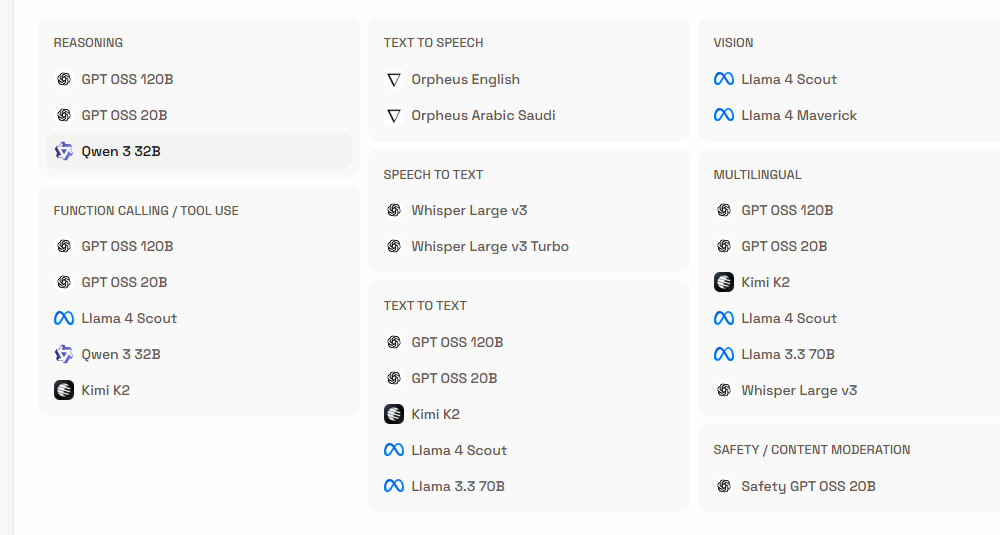 REASONING
GPT OSS 120B
GPT OSS 20B
Qwen 3 32B
FUNCTION CALLING / TOOL USE
GPT OSS 120B
GPT OSS 20B
Llama 4 Scout
Qwen 3 32B
Kimi K2
TEXT TO SPEECH
Orpheus English
Orpheus Arabic Saudi
SPEECH TO TEXT
Whisper Large v3
Whisper Large v3 Turbo
TEXT TO TEXT
GPT OSS 120B
GPT OSS 20B
Kimi K2
Llama 4 Scout
Llama 3.3 70B
VISION
Llama 4 Scout
Llama 4 Maverick
MULTILINGUAL
GPT OSS 120B
GPT OSS 20B
Kimi K2
Llama 4 Scout
Llama 3.3 70B
Whisper Large v3
SAFETY / CONTENT MODERATION
Safety GPT OSS 20B